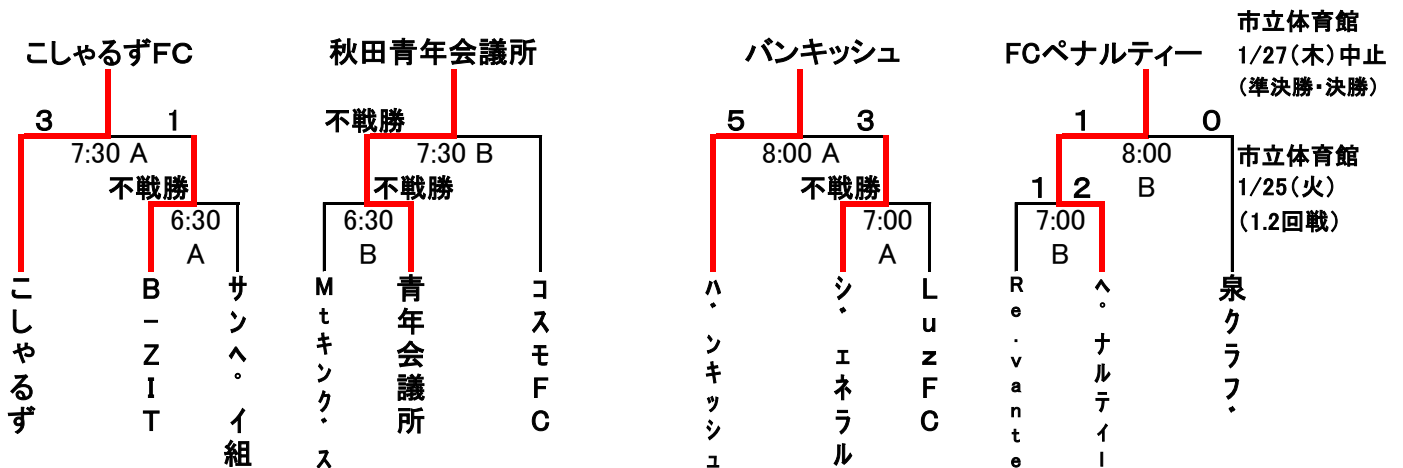 こしゃるずFC
秋田青年会議所
バンキッシュ
FCペナルティー
市立体育館
1/27(木)中止
(準決勝・決勝)
3 1
不戦勝
5 3
1 0
7:30 A
7:30 B
8:00 A
8:00
B
市立体育館
1/25(火)
(1.2回戦)
不戦勝
不戦勝
不戦勝
1 2
6:30
A
6:30
B
7:00
A
7:00
B
こしゃるず
B-ZIT
サンペイ組
Mtキングス
青年会議所
コスモFC
バンキッシュ
ジェネラル
LuzFC
Re.vante
ペナルティー
泉クラブ